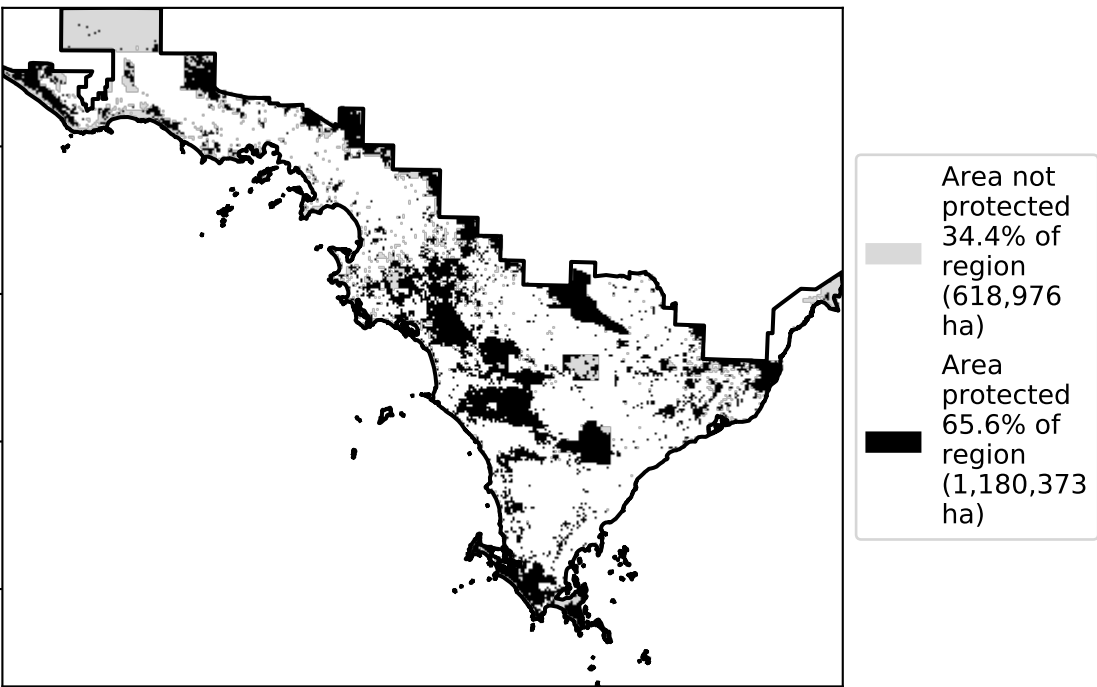 Area not
protected
34.4% of
region
(618,976
ha)
Area
protected
65.6% of
region
(1,180,373
ha)